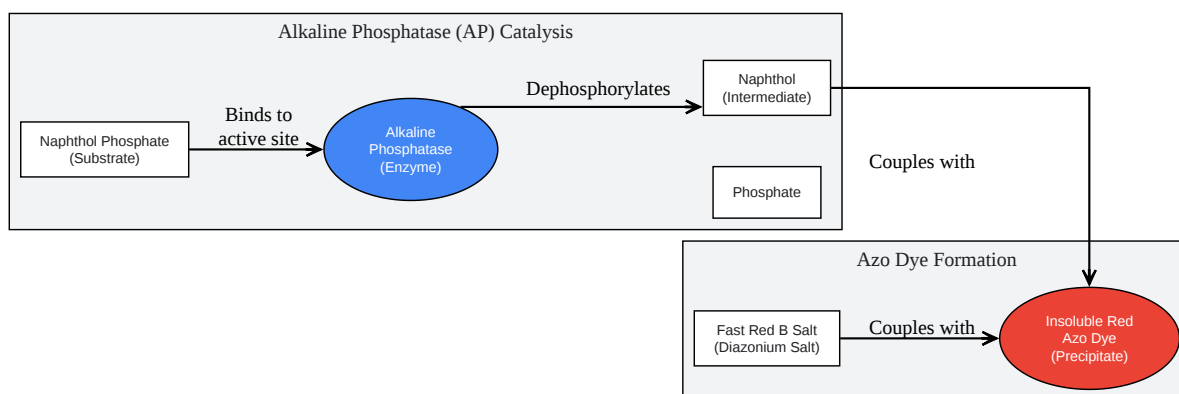 Alkaline Phosphatase (AP) Catalysis
Naphthol Phosphate
(Substrate)
Binds to
active site
Alkaline
Phosphatase
(Enzyme)
Dephosphorylates
Naphthol
(Intermediate)
Phosphate
Couples with
Azo Dye Formation
Fast Red B Salt
(Diazonium Salt)
Couples with
Insoluble Red
Azo Dye
(Precipitate)